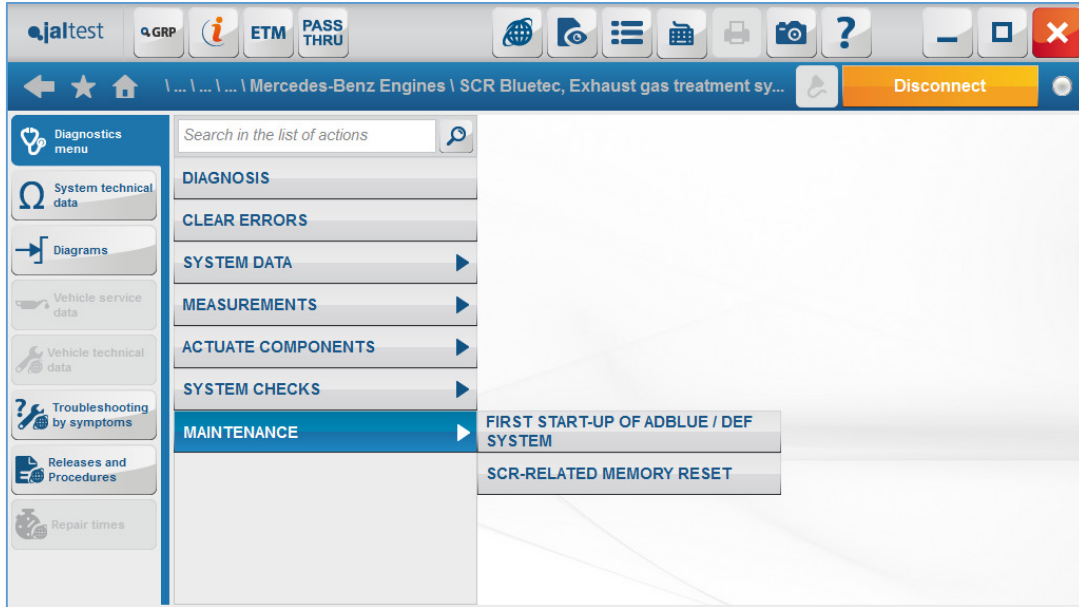 jaltest
GRP
i
ETM
PASS
THRU
?
\ ... \ ... \ ... \ Mercedes-Benz Engines \ SCR Bluetec, Exhaust gas treatment sy...
Disconnect
Diagnostics
menu
Ω
System technical
data
Diagrams
Vehicle service
data
Vehicle technical
data
?
Troubleshooting
by symptoms
Releases and
Procedures
Repair times
Search in the list of actions
DIAGNOSIS
CLEAR ERRORS
SYSTEM DATA
MEASUREMENTS
ACTUATE COMPONENTS
SYSTEM CHECKS
MAINTENANCE
FIRST START-UP OF ADBLUE / DEF
SYSTEM
SCR-RELATED MEMORY RESET